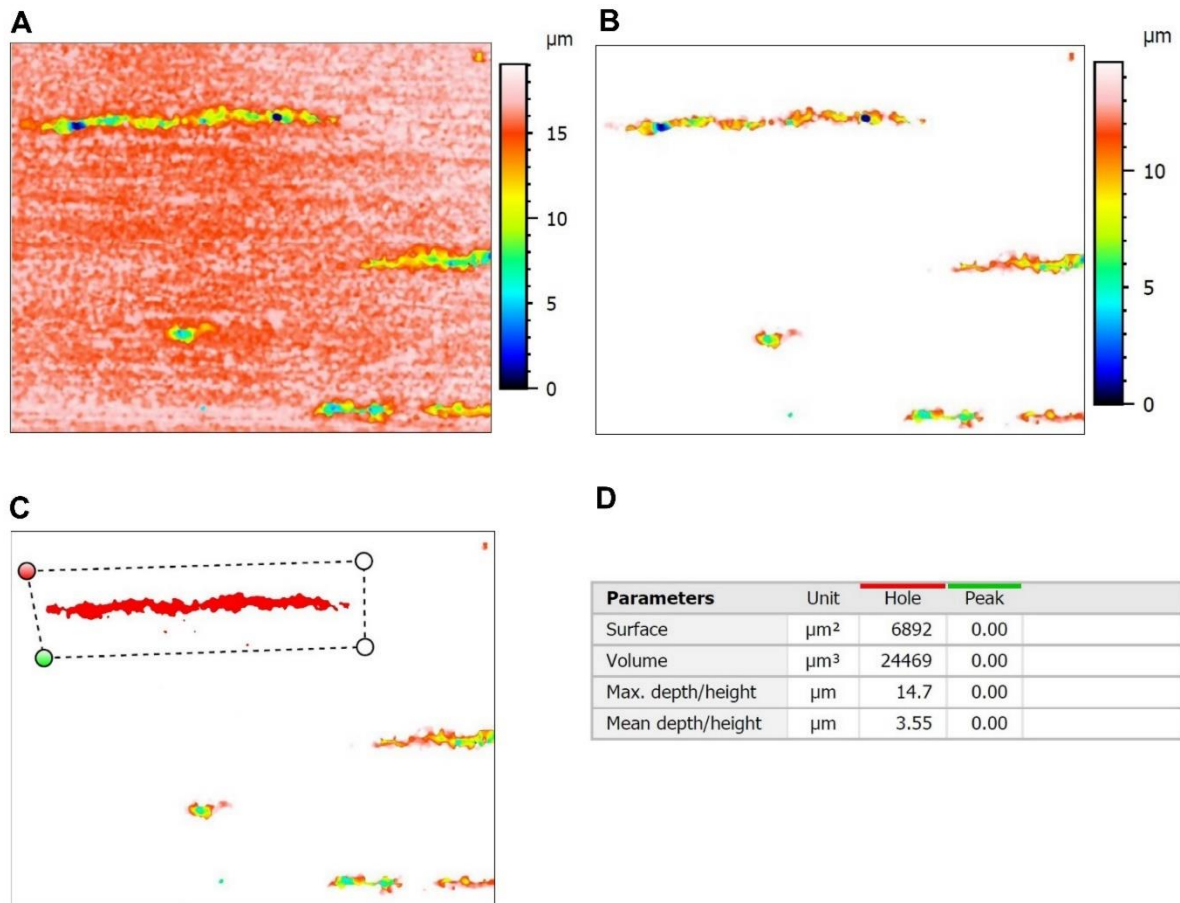 A
µm
15
10
5
0
B
µm
10
5
0
C
D
Parameters Unit Hole Peak
Surface µm² 6892 0.00
Volume µm³ 24469 0.00
Max. depth/height µm 14.7 0.00
Mean depth/height µm 3.55 0.00